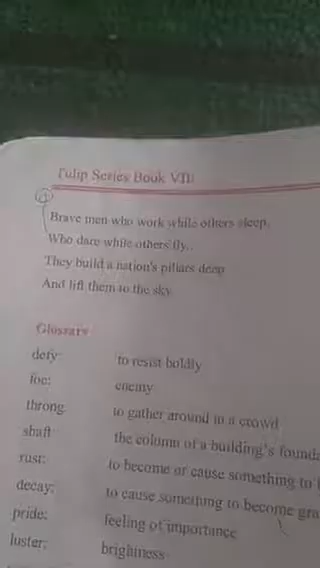 Tulip Series Book VII
Brave men who work while others sleep,
Who dare while others fly..
They build a nation's pillars deep
And lift them to the sky
Glossary
defy: to resist boldly
foe: enemy
throng: to gather around in a crowd
shaft: the column of a building's
rust: to become or cause something to
decay: to cause something to become
pride: feeling of importance
luster: brightness